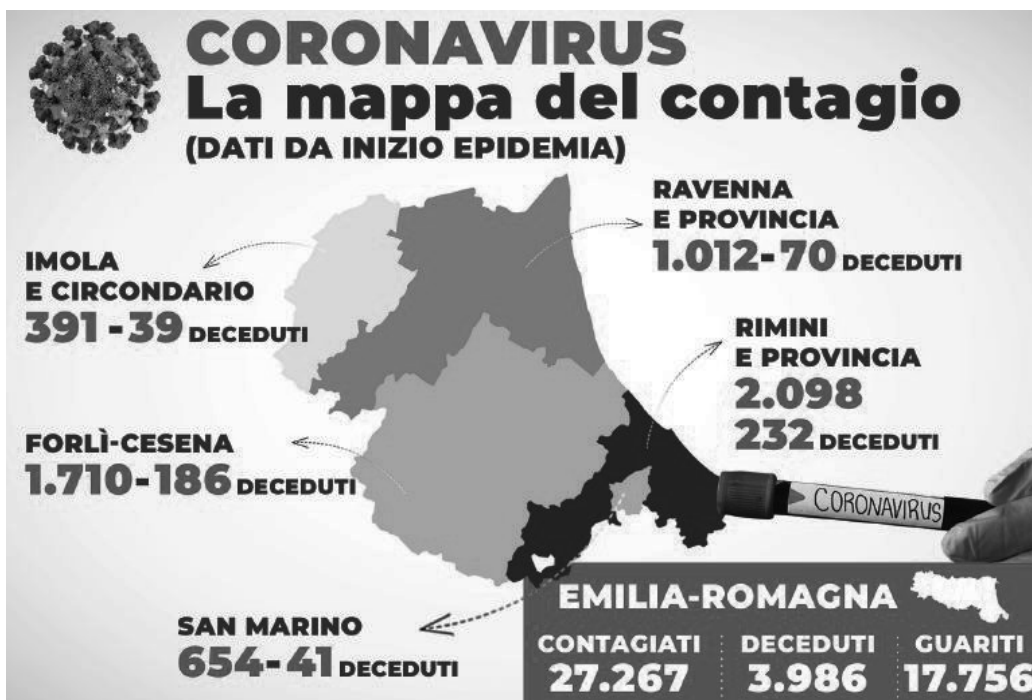 CORONAVIRUS
La mappa del contagio
(DATI DA INIZIO EPIDEMIA)
RAVENNA
E PROVINCIA
1.012-70 DECEDUTI
IMOLA
E CIRCONDARIO
391-39 DECEDUTI
RIMINI
E PROVINCIA
2.098
232 DECEDUTI
FORLÌ-CESENA
1.710-186 DECEDUTI
CORONAVIRUS
SAN MARINO
654-41 DECEDUTI
EMILIA-ROMAGNA
CONTAGIATI DECEDUTI GUARITI
27.267 3.986 17.756